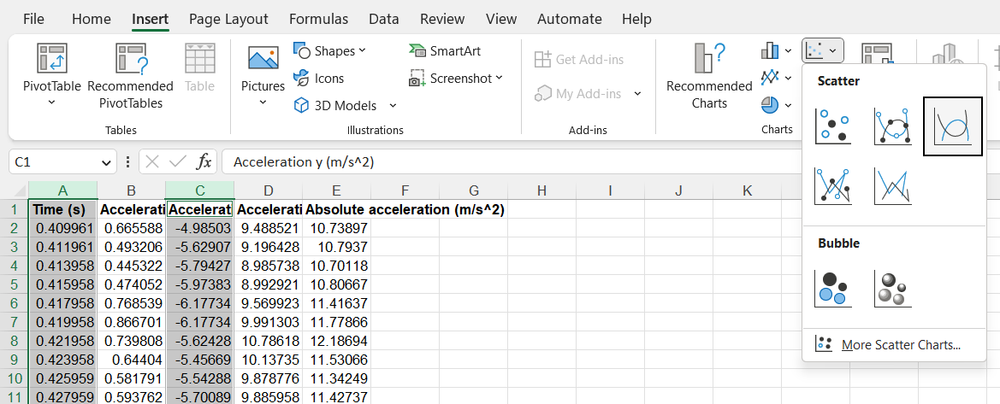 File Home Insert Page Layout Formulas Data Review View Automate Help
PivotTable Recommended PivotTables Table
Tables
Pictures Shapes Icons 3D Models SmartArt Screenshot
Illustrations
Get Add-ins
My Add-ins
Add-ins
Recommended Charts
Charts
Scatter
Bubble
More Scatter Charts...
C1 fx Acceleration y (m/s^2)
A B C D E F G H I J K
1 Time (s) Accelerati Accelerat Accelerati Absolute acceleration (m/s^2)
2 0.409961 0.665588 -4.98503 9.488521 10.73897
3 0.411961 0.493206 -5.62907 9.196428 10.7937
4 0.413958 0.445322 -5.79427 8.985738 10.70118
5 0.415958 0.474052 -5.97383 8.992921 10.80667
6 0.417958 0.768539 -6.17734 9.569923 11.41637
7 0.419958 0.866701 -6.17734 9.991303 11.77866
8 0.421958 0.739808 -5.62428 10.78618 12.18694
9 0.423958 0.64404 -5.45669 10.13735 11.53066
10 0.425959 0.581791 -5.54288 9.878776 11.34249
11 0.427959 0.593762 -5.70089 9.885958 11.42737